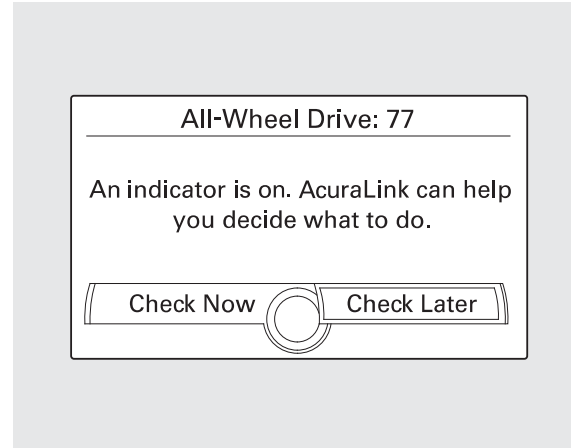 All-Wheel Drive: 77
An indicator is on. AcuraLink can help
you decide what to do.
Check Now
Check Later